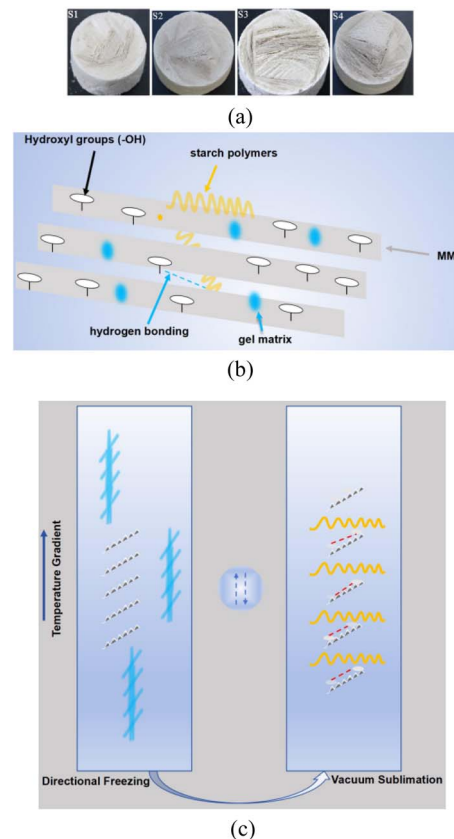 S1 S2 S3 S4
(a)
Hydroxyl groups (-OH)
starch polymers
MM
hydrogen bonding
gel matrix
(b)
Temperature Gradient
Directional Freezing
Vacuum Sublimation
(c)